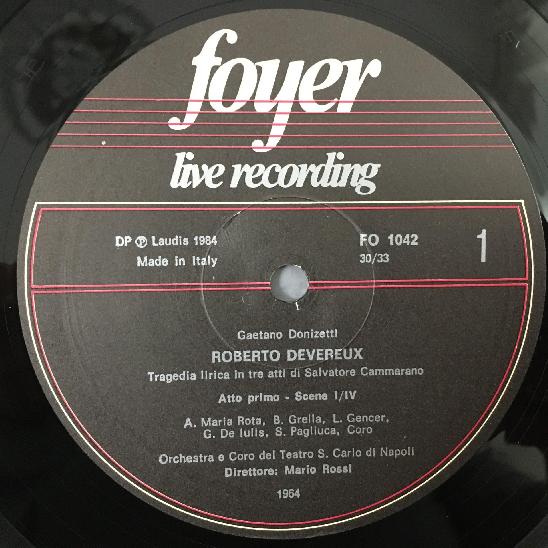 foyer
live recording
DP Ⓟ Laudis 1984
FO 1042
1
Made in Italy
30/33
Gaetano Donizetti
ROBERTO DEVEREUX
Tragedia lirica in tre atti di Salvatore Cammarano
Atto primo - Scene I/IV
A. Maria Rota, B. Grella, L. Gencer,
G. De Iulis, S. Pagliuca, Coro
Orchestra e Coro del Teatro S. Carlo di Napoli
Direttore: Mario Rossi
1964